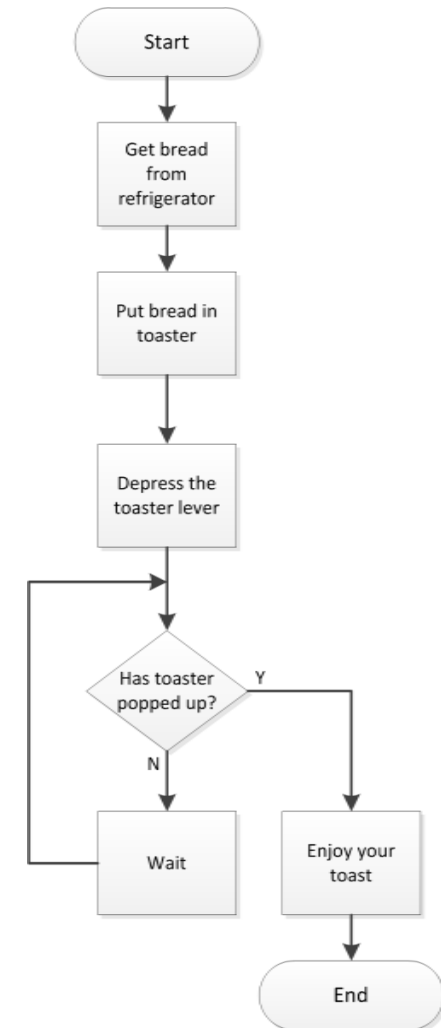 Start
Get bread
from
refrigerator
Put bread in
toaster
Depress the
toaster lever
Has toaster
popped up?
Y
N
Wait
Enjoy your
toast
End